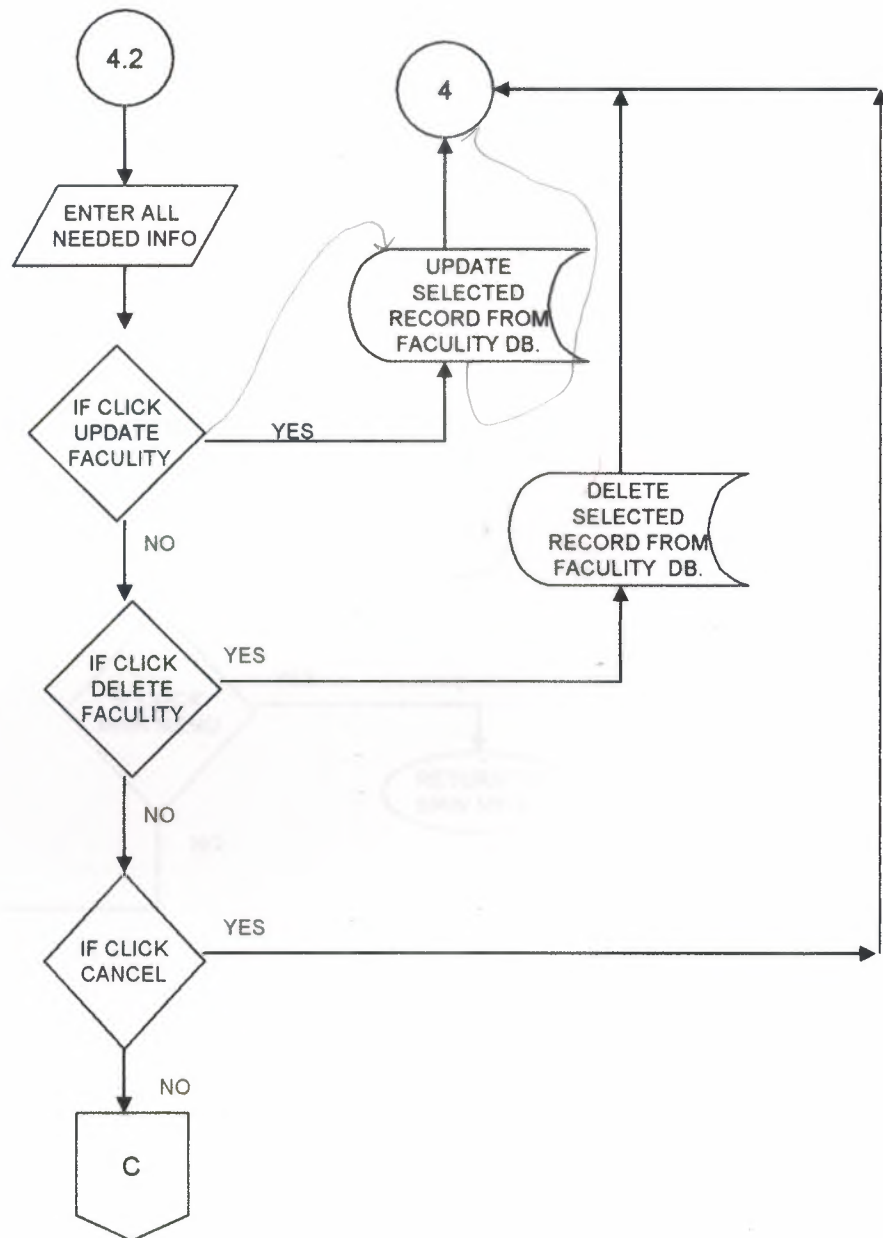 4.2
4
ENTER ALL
NEEDED INFO
UPDATE
SELECTED
RECORD FROM
FACULITY DB.
IF CLICK
UPDATE
FACULITY
YES
NO
DELETE
SELECTED
RECORD FROM
FACULITY DB.
IF CLICK
DELETE
FACULITY
YES
NO
IF CLICK
CANCEL
YES
NO
C